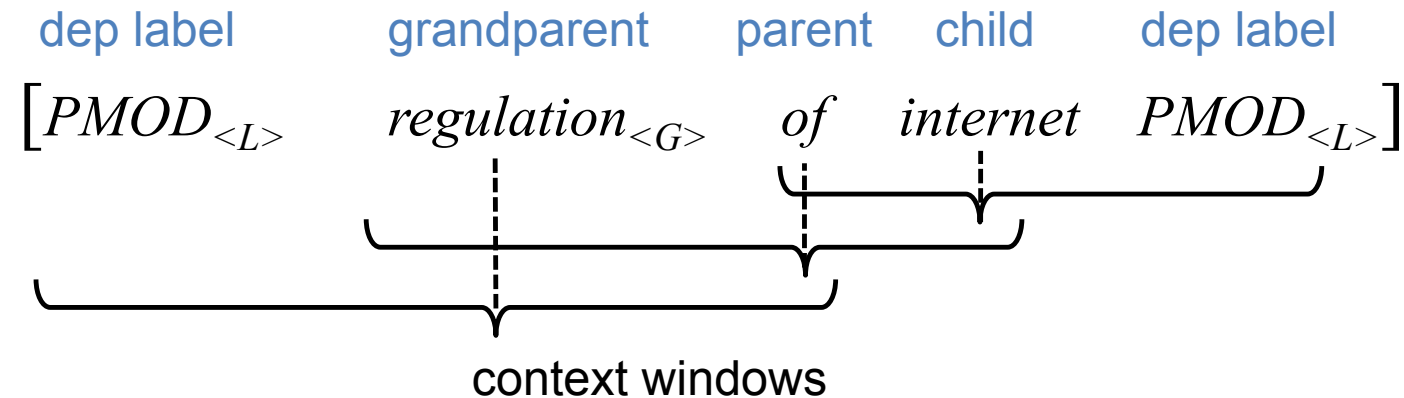 dep label grandparent parent child dep label
[PMOD<L> regulation<G> of internet PMOD<L>]
context windows